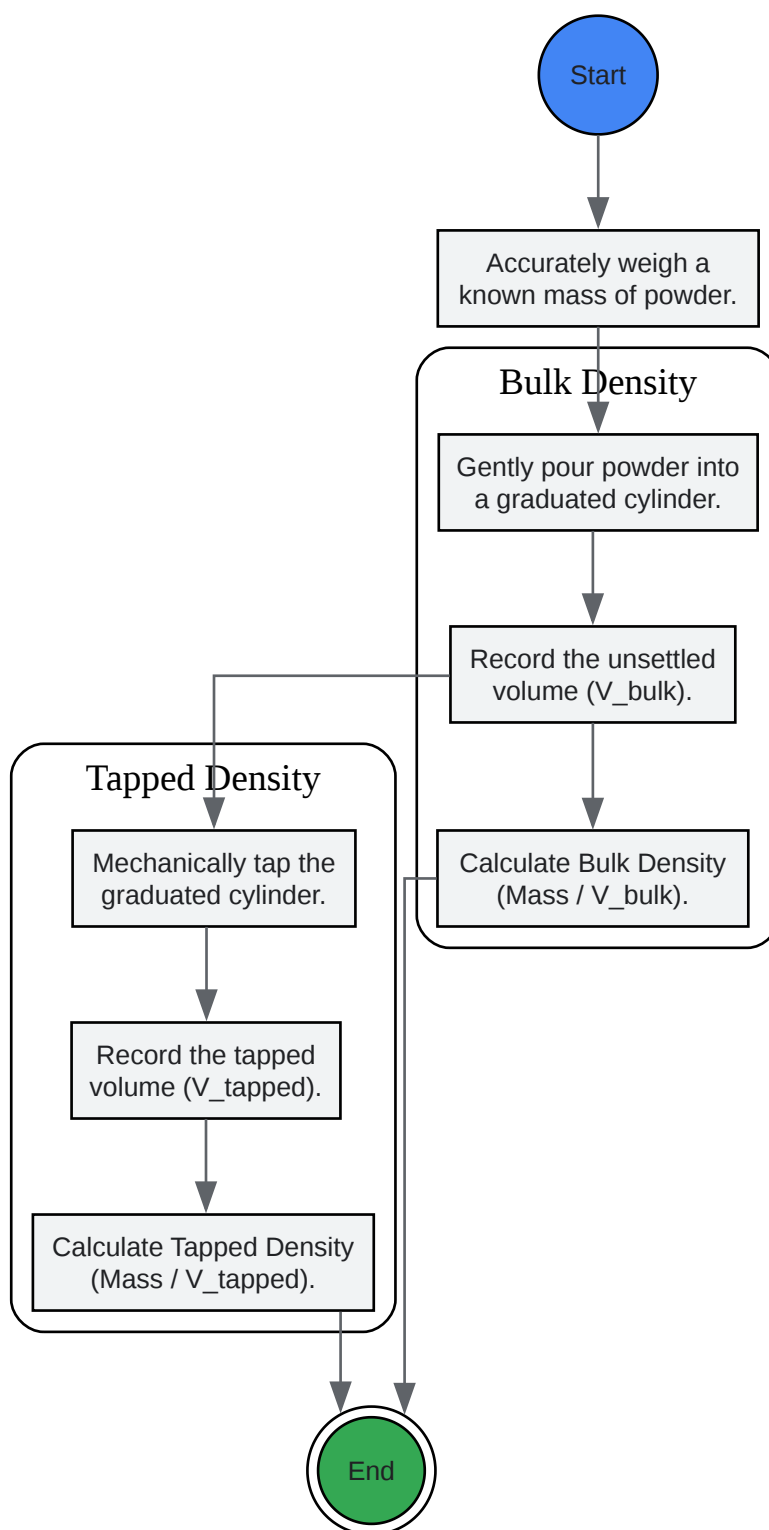 Start
Accurately weigh a
known mass of powder.
Bulk Density
Gently pour powder into
a graduated cylinder.
Record the unsettled
volume (V_bulk).
Calculate Bulk Density
(Mass / V_bulk).
Tapped Density
Mechanically tap the
graduated cylinder.
Record the tapped
volume (V_tapped).
Calculate Tapped Density
(Mass / V_tapped).
End